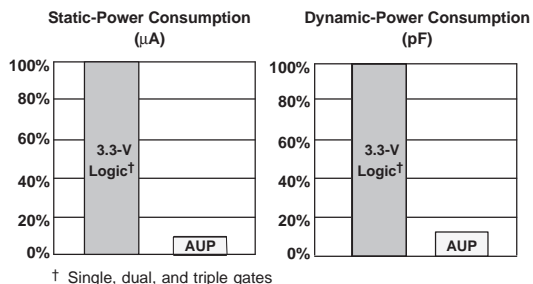 Static-Power Consumption
(µA)
100%
80%
60%
40%
20%
0%
3.3-V
Logic†
AUP
Dynamic-Power Consumption
(pF)
100%
80%
60%
40%
20%
0%
3.3-V
Logic†
AUP
† Single, dual, and triple gates